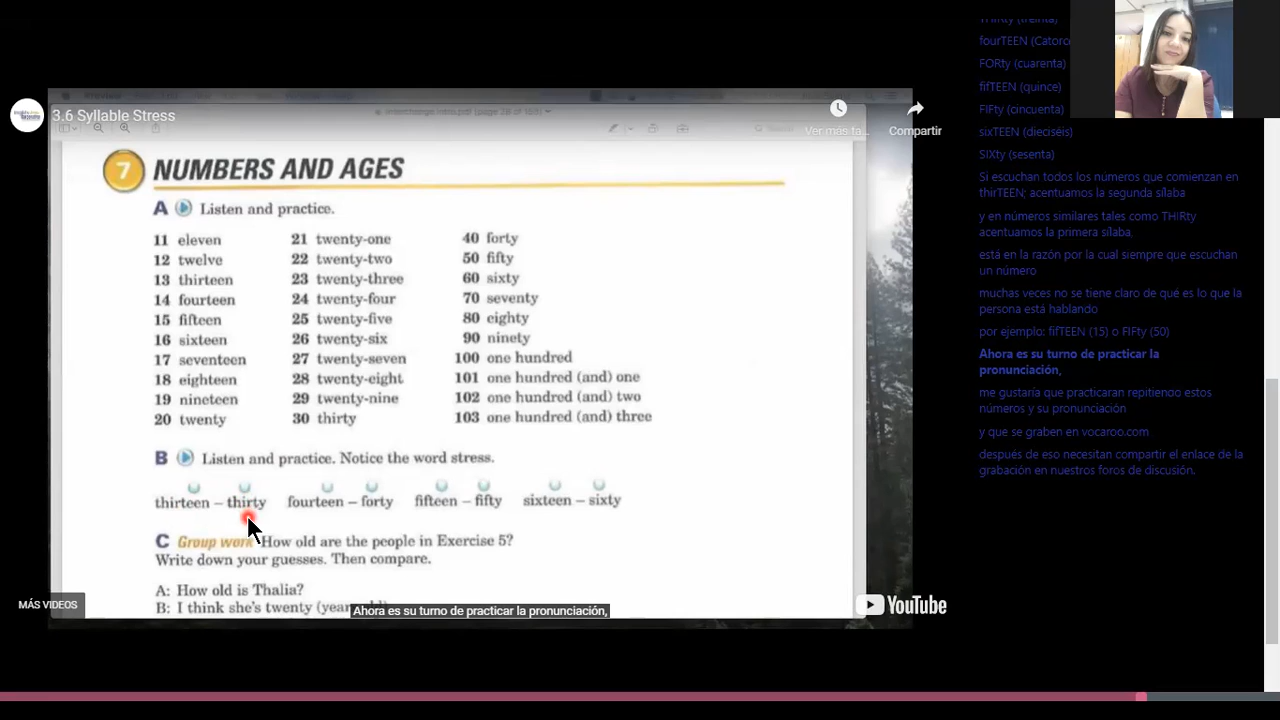 3.6 Syllable Stress
Ver más ta...
Compartir
7 NUMBERS AND AGES
A Listen and practice.
11 eleven
12 twelve
13 thirteen
14 fourteen
15 fifteen
16 sixteen
17 seventeen
18 eighteen
19 nineteen
20 twenty
21 twenty-one
22 twenty-two
23 twenty-three
24 twenty-four
25 twenty-five
26 twenty-six
27 twenty-seven
28 twenty-eight
29 twenty-nine
30 thirty
40 forty
50 fifty
60 sixty
70 seventy
80 eighty
90 ninety
100 one hundred
101 one hundred (and) one
102 one hundred (and) two
103 one hundred (and) three
B Listen and practice. Notice the word stress.
thirteen – thirty fourteen – forty fifteen – fifty sixteen – sixty
C Group work How old are the people in Exercise 5?
Write down your guesses. Then compare.
A: How old is Thalia?
B: I think she's twenty
Ahora es su turno de practicar la pronunciación,
MÁS VIDEOS
YouTube
THIRty (treinta)
fourTEEN (Catorc
FORty (cuarenta)
fifTEEN (quince)
FIFty (cincuenta)
sixTEEN (dieciséis)
SIXty (sesenta)
Si escuchan todos los números que comienzan en
thirTEEN; acentuamos la segunda sílaba
y en números similares tales como THIRty
acentuamos la primera sílaba,
está en la razón por la cual siempre que escuchan
un número
muchas veces no se tiene claro de qué es lo que la
persona está hablando
por ejemplo: fifTEEN (15) o FIFty (50)
Ahora es su turno de practicar la
pronunciación,
me gustaría que practicaran repitiendo estos
números y su pronunciación
y que se graben en vocaroo.com
después de eso necesitan compartir el enlace de la
grabación en nuestros foros de discusión.